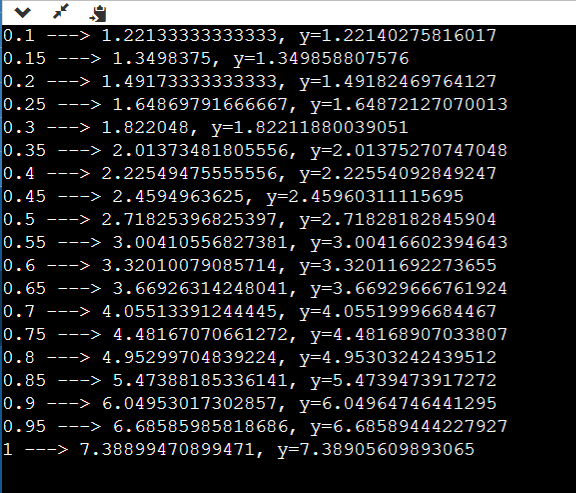 0.1 ---> 1.22133333333333, y=1.22140275816017
0.15 ---> 1.3498375, y=1.349858807576
0.2 ---> 1.49173333333333, y=1.49182469764127
0.25 ---> 1.64869791666667, y=1.64872127070013
0.3 ---> 1.822048, y=1.82211880039051
0.35 ---> 2.01373481805556, y=2.01375270747048
0.4 ---> 2.22549475555556, y=2.22554092849247
0.45 ---> 2.4594963625, y=2.45960311115695
0.5 ---> 2.71825396825397, y=2.71828182845904
0.55 ---> 3.00410556827381, y=3.00416602394643
0.6 ---> 3.32010079085714, y=3.32011692273655
0.65 ---> 3.66926314248041, y=3.66929666761924
0.7 ---> 4.05513391244445, y=4.05519996684467
0.75 ---> 4.48167070661272, y=4.48168907033807
0.8 ---> 4.95299704839224, y=4.95303242439512
0.85 ---> 5.47388185336141, y=5.4739473917272
0.9 ---> 6.04953017302857, y=6.04964746441295
0.95 ---> 6.68585985818686, y=6.68589444227927
1 ---> 7.38899470899471, y=7.38905609893065